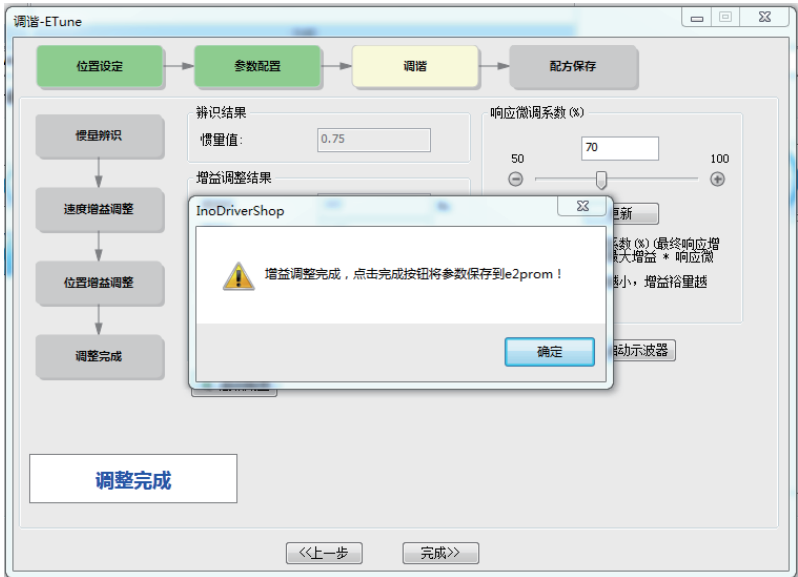 调谐-ETune
位置设定
参数配置
调谐
配方保存
惯量辨识
速度增益调整
位置增益调整
调整完成
辨识结果
惯量值:
0.75
增益调整结果
响应微调系数(%)
70
50
100
更新
系数(%)(最终响应增
最大增益 * 响应微
越小，增益裕量越
启动示波器
InoDriverShop
增益调整完成，点击完成按钮将参数保存到e2prom！
确定
调整完成
<<上一步
完成>>